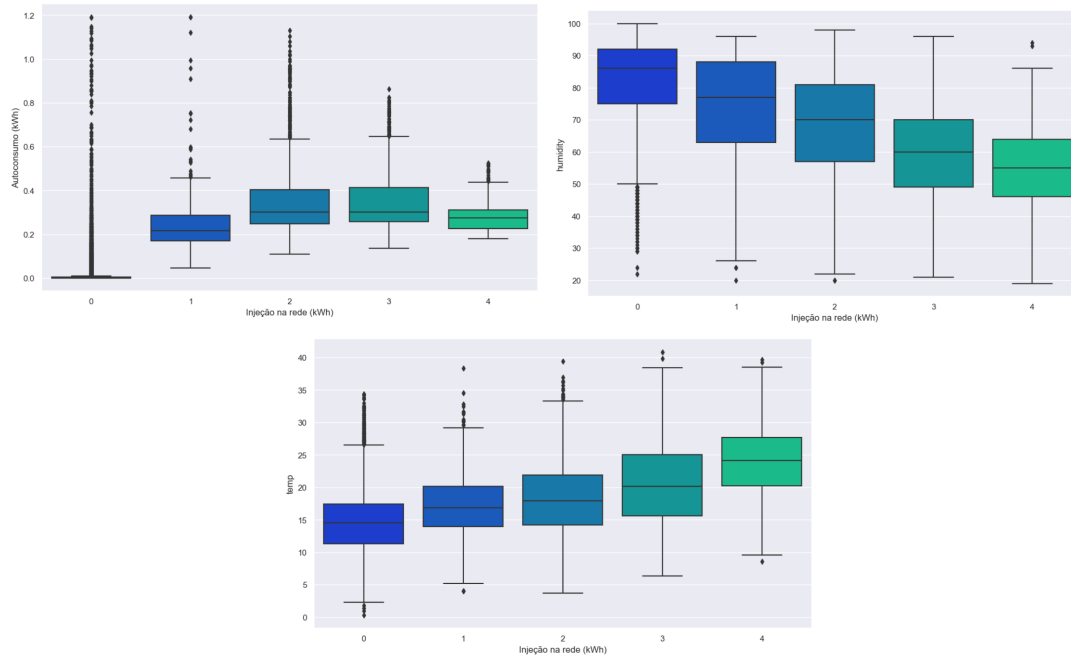 1.2
1.0
0.8
0.6
0.4
0.2
0.0
Autoconsumo (kWh)
0 1 2 3 4
Injeção na rede (kWh)
100
90
80
70
60
50
40
30
20
humidity
0 1 2 3 4
Injeção na rede (kWh)
40
35
30
25
20
15
10
5
0
temp
0 1 2 3 4
Injeção na rede (kWh)